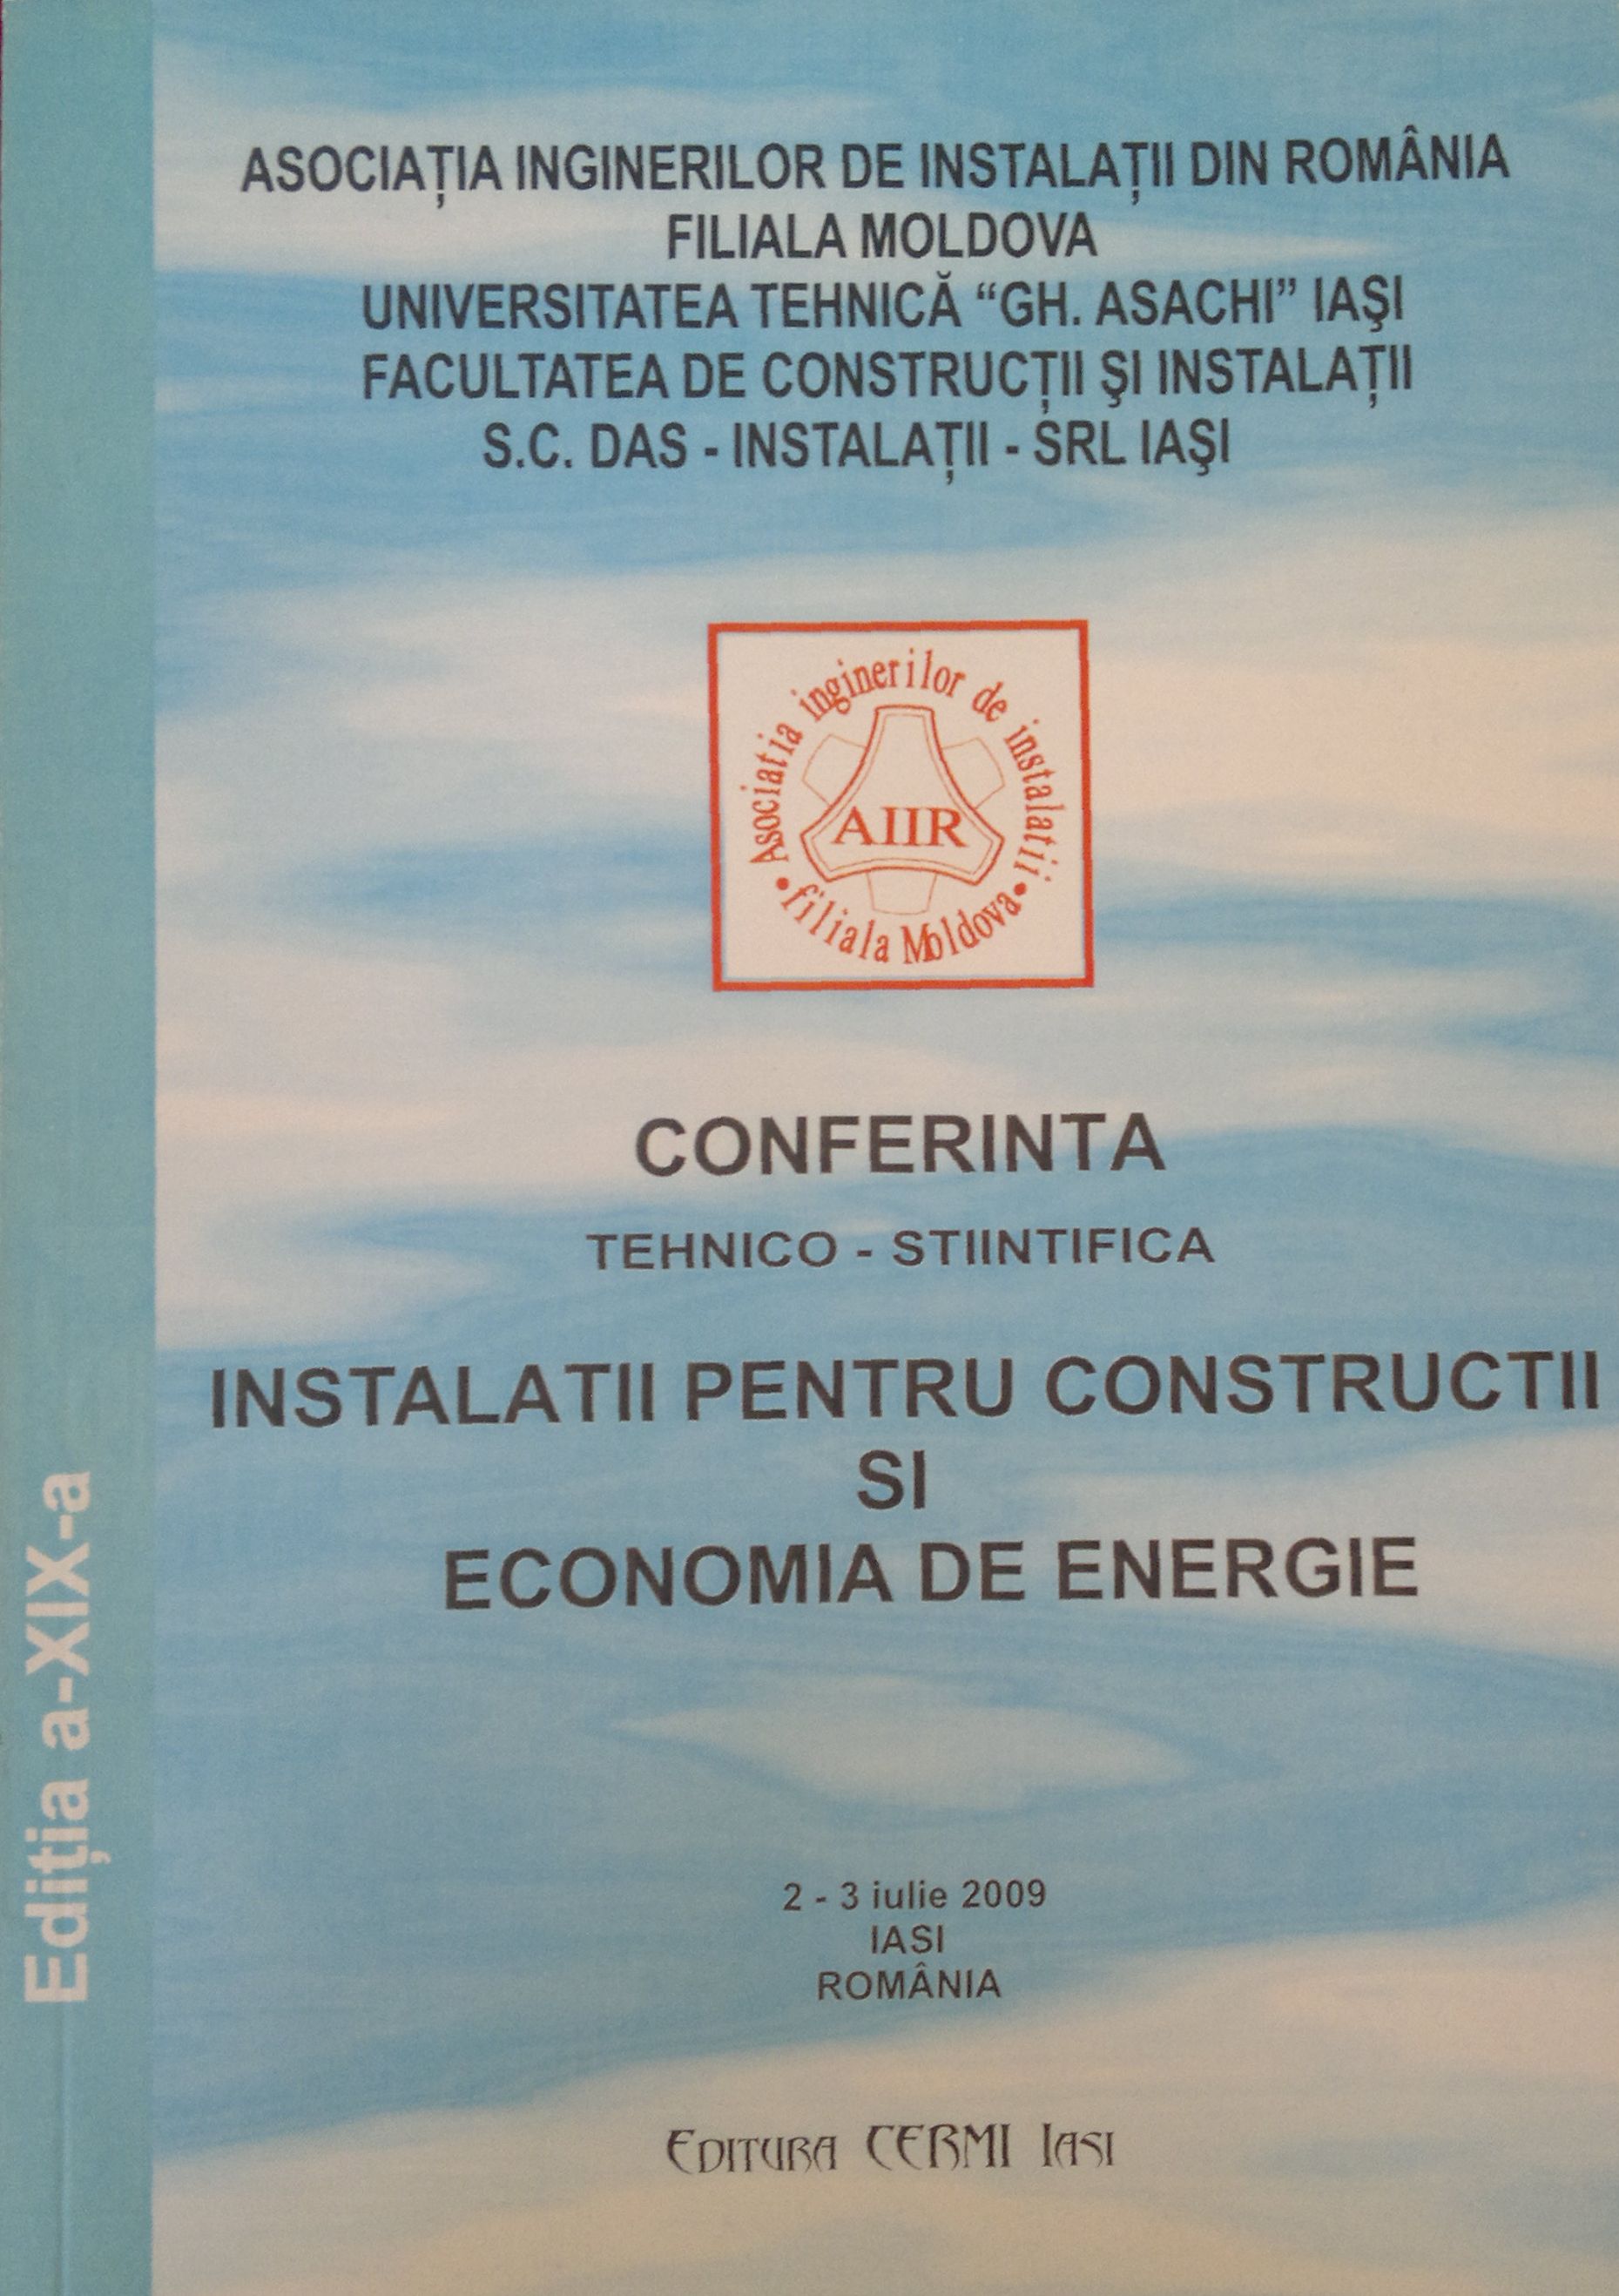 ASOCIAȚIA INGINERILOR DE INSTALAȚII DIN ROMÂNIA
FILIALA MOLDOVA
UNIVERSITATEA TEHNICĂ “GH. ASACHI” IAŞI
FACULTATEA DE CONSTRUCȚII ŞI INSTALAȚII
S.C. DAS - INSTALAȚII - SRL IAŞI
Asociatia inginerilor de instalatii
AIIR
• filiala Moldova •
CONFERINTA
TEHNICO - STIINTIFICA
INSTALATII PENTRU CONSTRUCTII
SI
ECONOMIA DE ENERGIE
Ediția a-XIX-a
2 - 3 iulie 2009
IASI
ROMÂNIA
EDITURA CERMI IASI